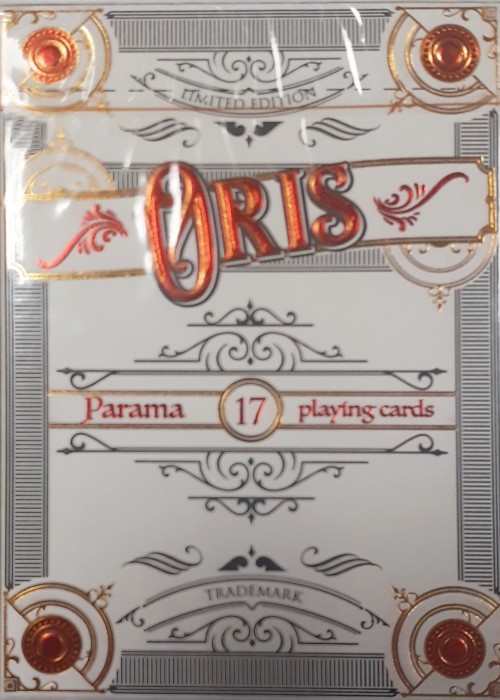 LIMITED EDITION
ORIS
Parama 17 playing cards
TRADEMARK